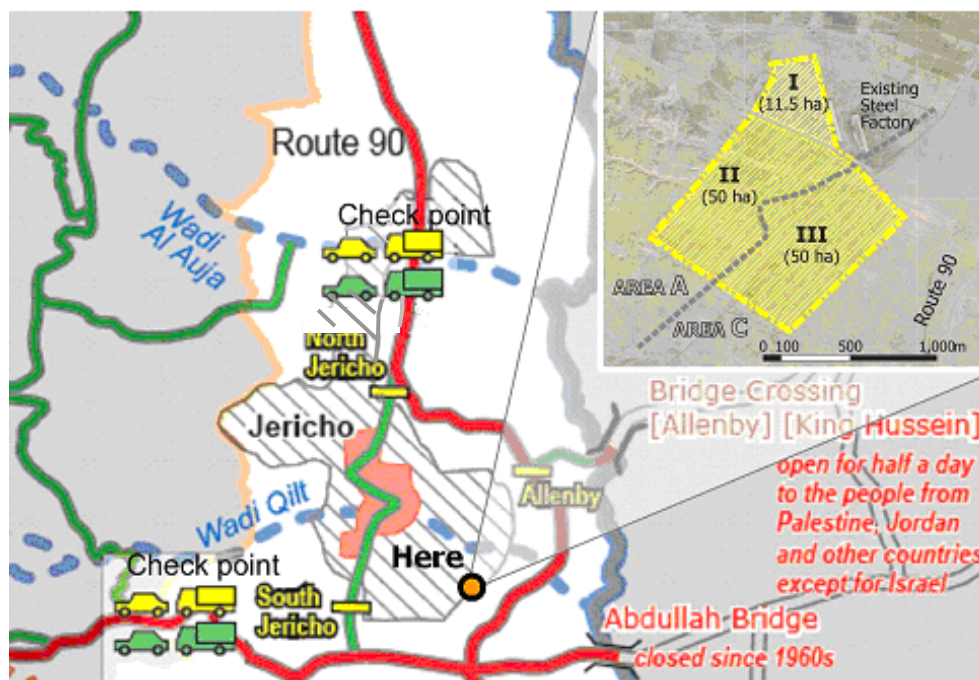 Route 90
Check point
Wadi
Al Auja
North
Jericho
Jericho
Wadi Qilt
Allenby
Here
Check point
South
Jericho
I
(11.5 ha)
Existing
Steel
Factory
II
(50 ha)
III
(50 ha)
AREA A
AREA C
Route 90
0 100 500 1,000m
Bridge-Crossing
[Allenby] [King Hussein]
open for half a day
to the people from
Palestine, Jordan
and other countries
except for Israel
Abdullah Bridge
closed since 1960s